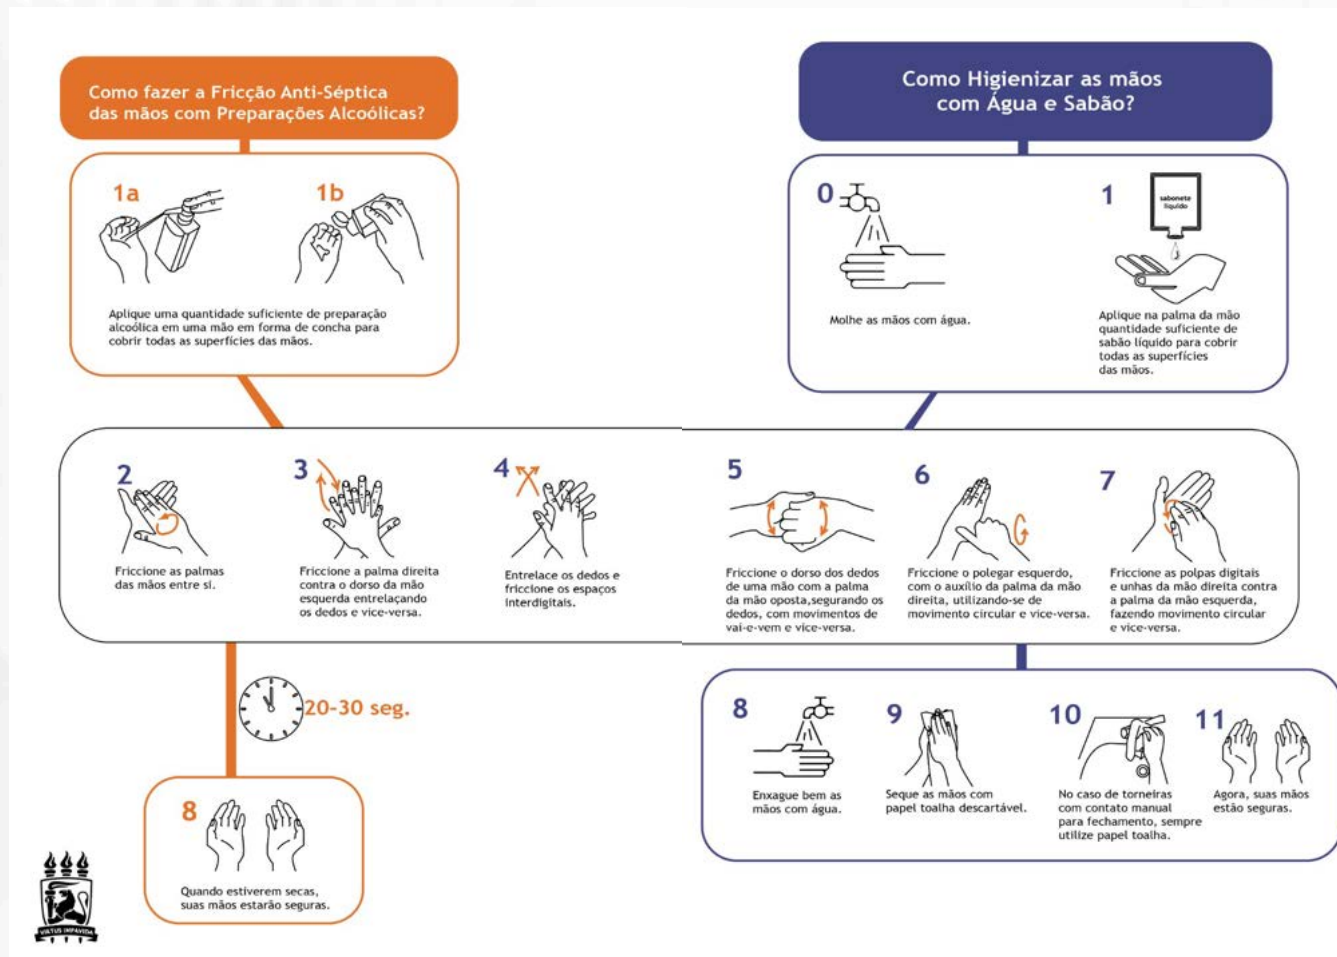 Como fazer a Fricção Anti-Séptica
das mãos com Preparações Alcoólicas?
1a
1b
Aplique uma quantidade suficiente de preparação
alcoólica em uma mão em forma de concha para
cobrir todas as superfícies das mãos.
Como Higienizar as mãos
com Água e Sabão?
0
Molhe as mãos com água.
1
sabonete
líquido
Aplique na palma da mão
quantidade suficiente de
sabão líquido para cobrir
todas as superfícies
das mãos.
2
Friccione as palmas
das mãos entre si.
3
Friccione a palma direita
contra o dorso da mão
esquerda entrelaçando
os dedos e vice-versa.
4
Entrelace os dedos e
friccione os espaços
interdigitais.
5
Friccione o dorso dos dedos
de uma mão com a palma
da mão oposta,segurando os
dedos, com movimentos de
vai-e-vem e vice-versa.
6
Friccione o polegar esquerdo,
com o auxílio da palma da mão
direita, utilizando-se de
movimento circular e vice-versa.
7
Friccione as polpas digitais
e unhas da mão direita contra
a palma da mão esquerda,
fazendo movimento circular
e vice-versa.
20-30 seg.
8
Quando estiverem secas,
suas mãos estarão seguras.
8
Enxague bem as
mãos com água.
9
Seque as mãos com
papel toalha descartável.
10
No caso de torneiras
com contato manual
para fechamento, sempre
utilize papel toalha.
11
Agora, suas mãos
estão seguras.
VIRTUS IMPAVIDA